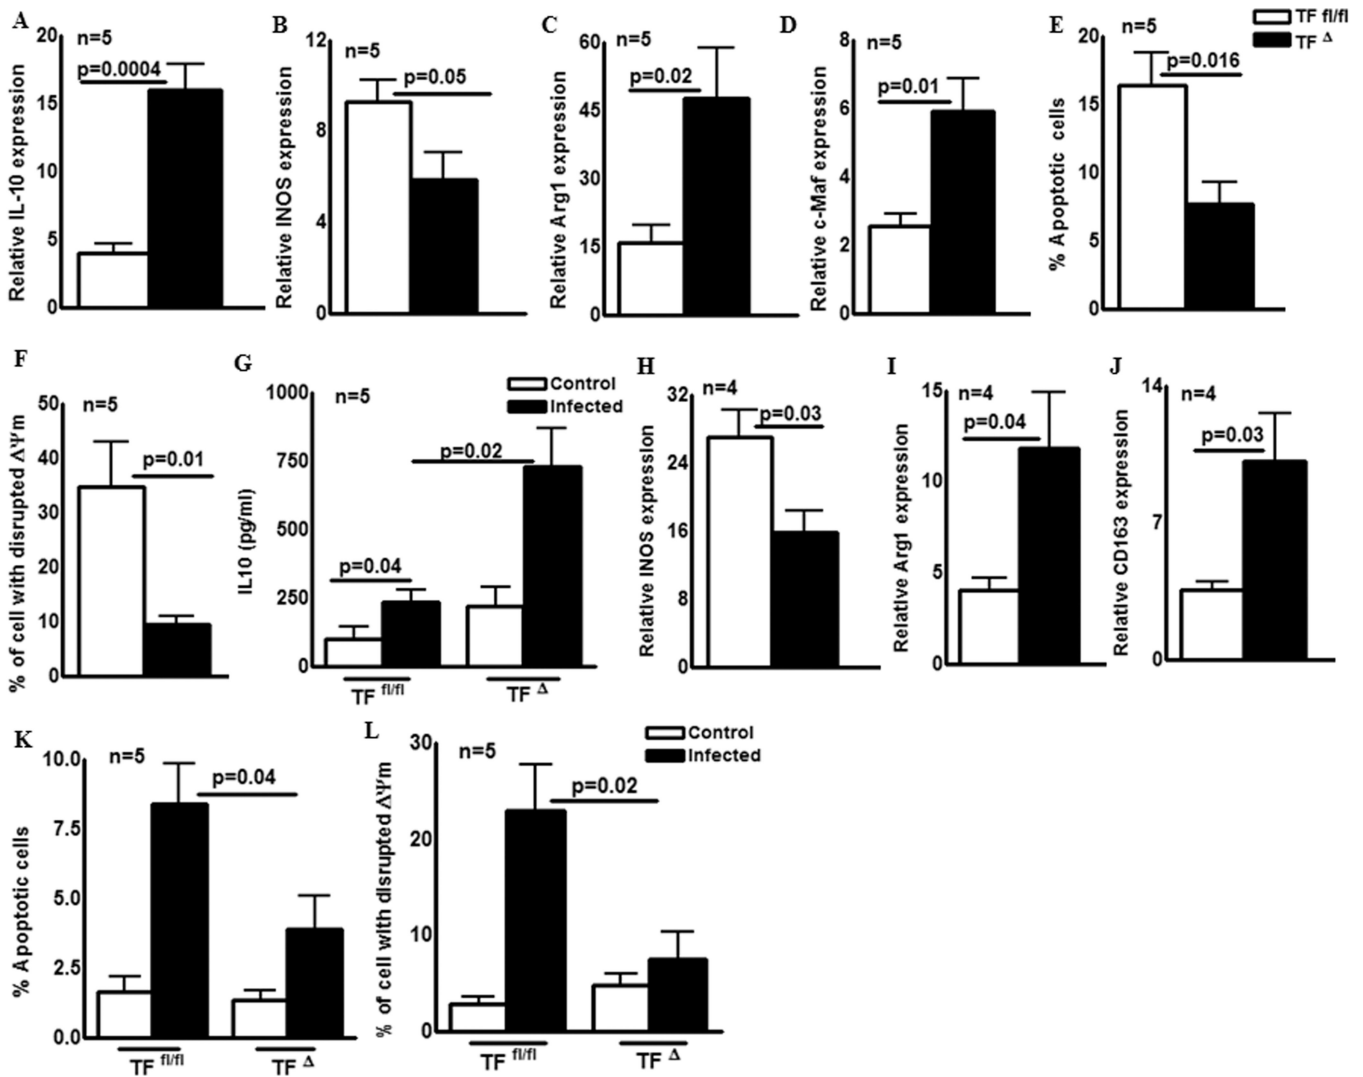 A
Relative IL-10 expression
20
15
10
5
0
n=5
p=0.0004
B
Relative INOS expression
12
8
4
0
n=5
p=0.05
C
Relative Arg1 expression
60
45
30
15
0
n=5
p=0.02
D
Relative c-Maf expression
8
6
4
2
0
n=5
p=0.01
E
% Apoptotic cells
20
15
10
5
0
n=5
p=0.016
TF fl/fl
TF Δ
F
% of cell with disrupted ΔΨm
50
40
30
20
10
0
n=5
p=0.01
G
IL10 (pg/ml)
1000
750
500
250
0
n=5
p=0.04
p=0.02
Control
Infected
TF fl/fl
TF Δ
H
Relative INOS expression
32
24
16
8
0
n=4
p=0.03
I
Relative Arg1 expression
15
10
5
0
n=4
p=0.04
J
Relative CD163 expression
14
7
0
n=4
p=0.03
K
% Apoptotic cells
10.0
7.5
5.0
2.5
0.0
n=5
p=0.04
TF fl/fl
TF Δ
L
% of cell with disrupted ΔΨm
30
20
10
0
n=5
p=0.02
Control
Infected
TF fl/fl
TF Δ